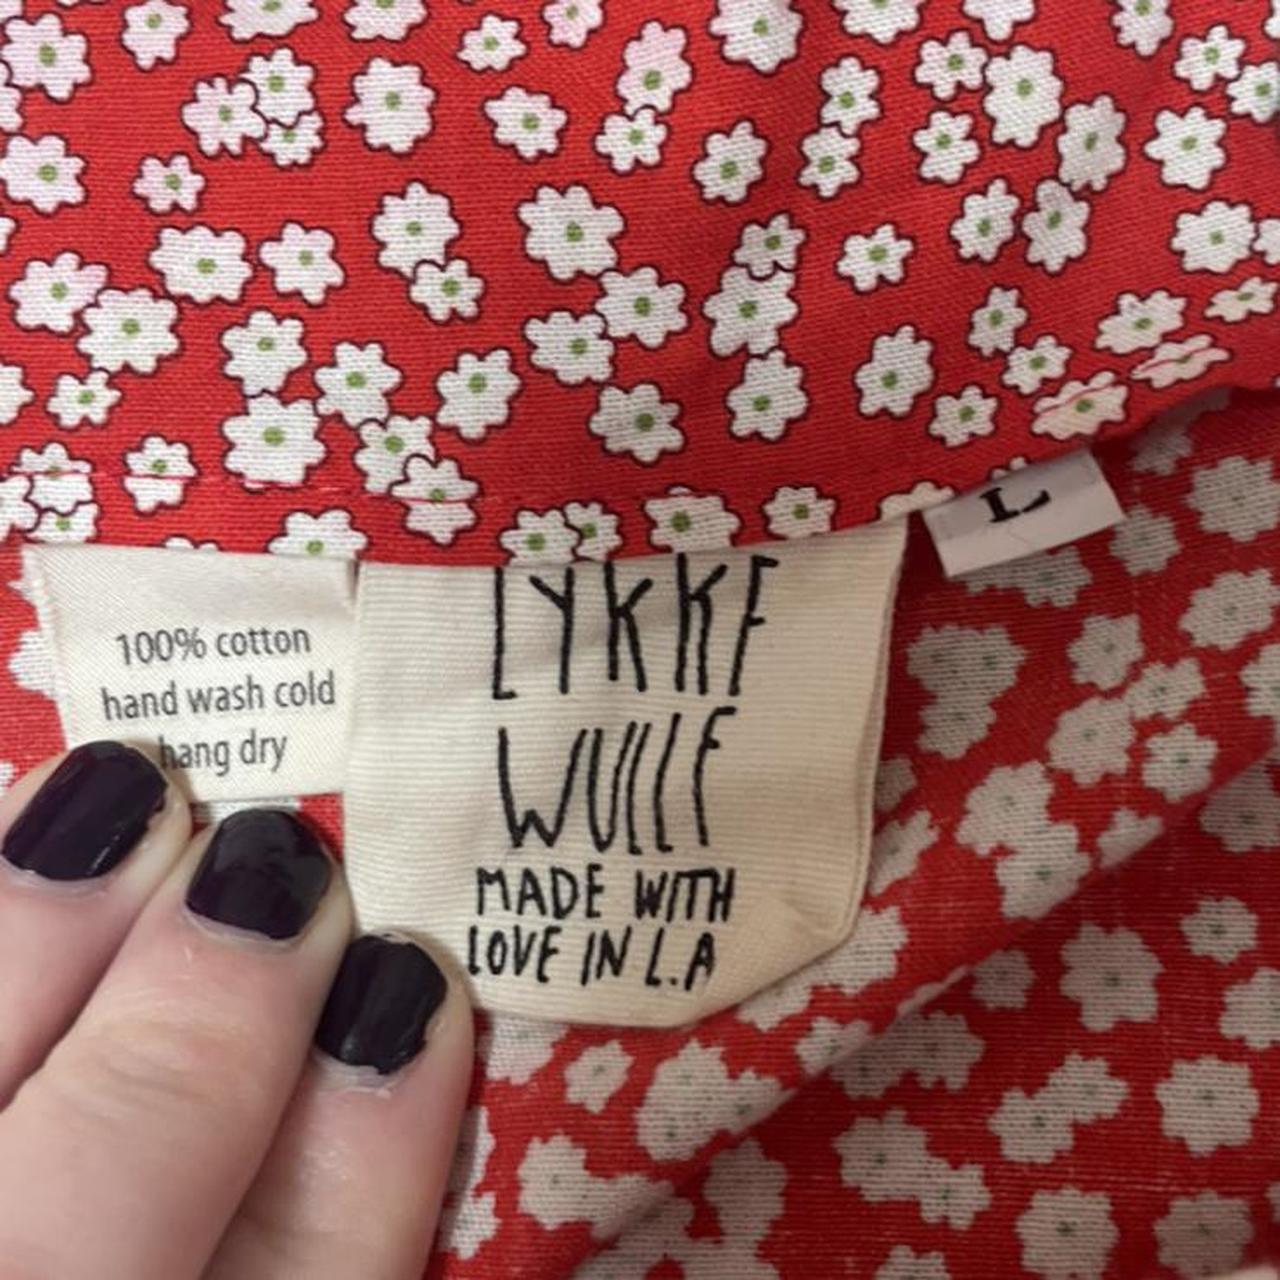 100% cotton
hand wash cold
hang dry
LYKKE
WULLF
MADE WITH
LOVE IN L.A
L